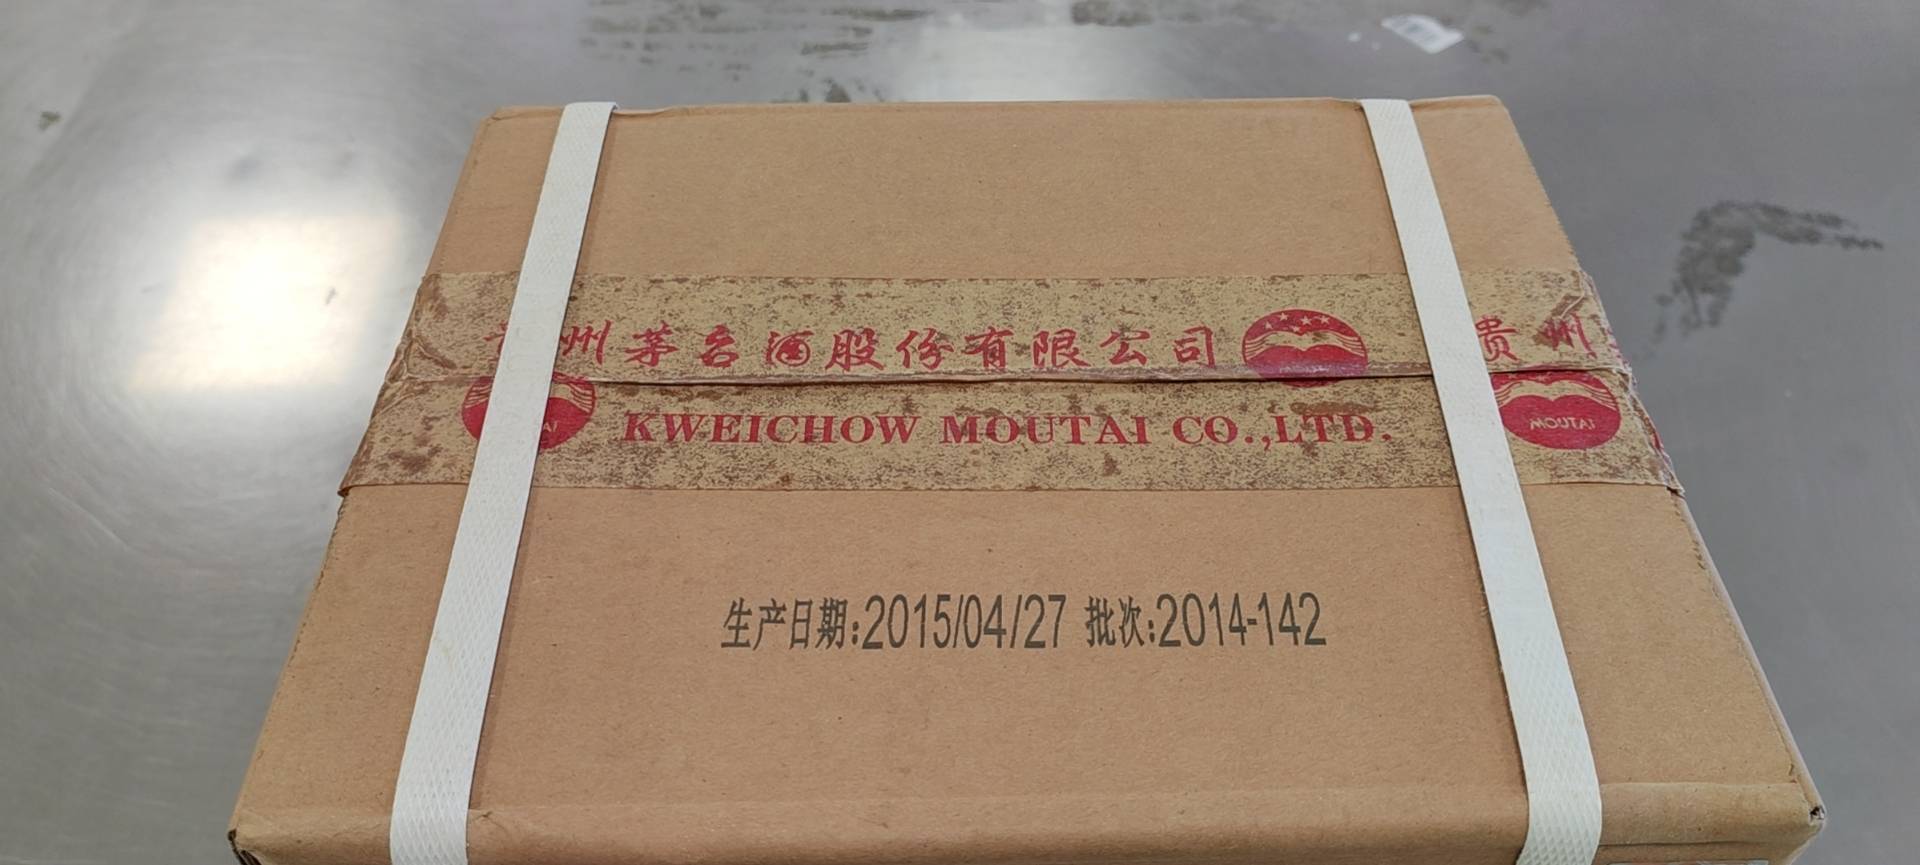 州茅台酒股份有限公司 贵州
KWEICHOW MOUTAI CO.,LTD. MOUTAI
生产日期:2015/04/27 批次:2014-142